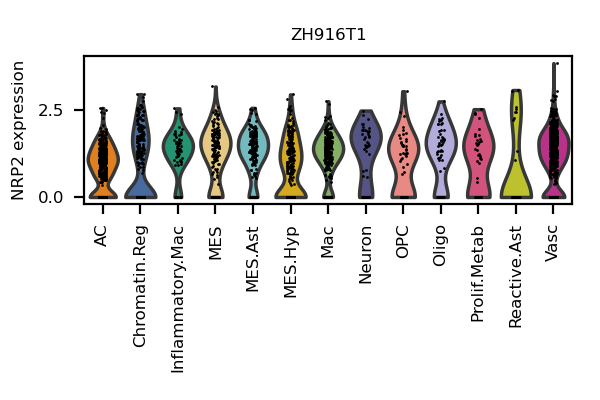 ZH916T1
NRP2 expression
2.5
0.0
AC
Chromatin.Reg
Inflammatory.Mac
MES
MES.Ast
MES.Hyp
Mac
Neuron
OPC
Oligo
Prolif.Metab
Reactive.Ast
Vasc